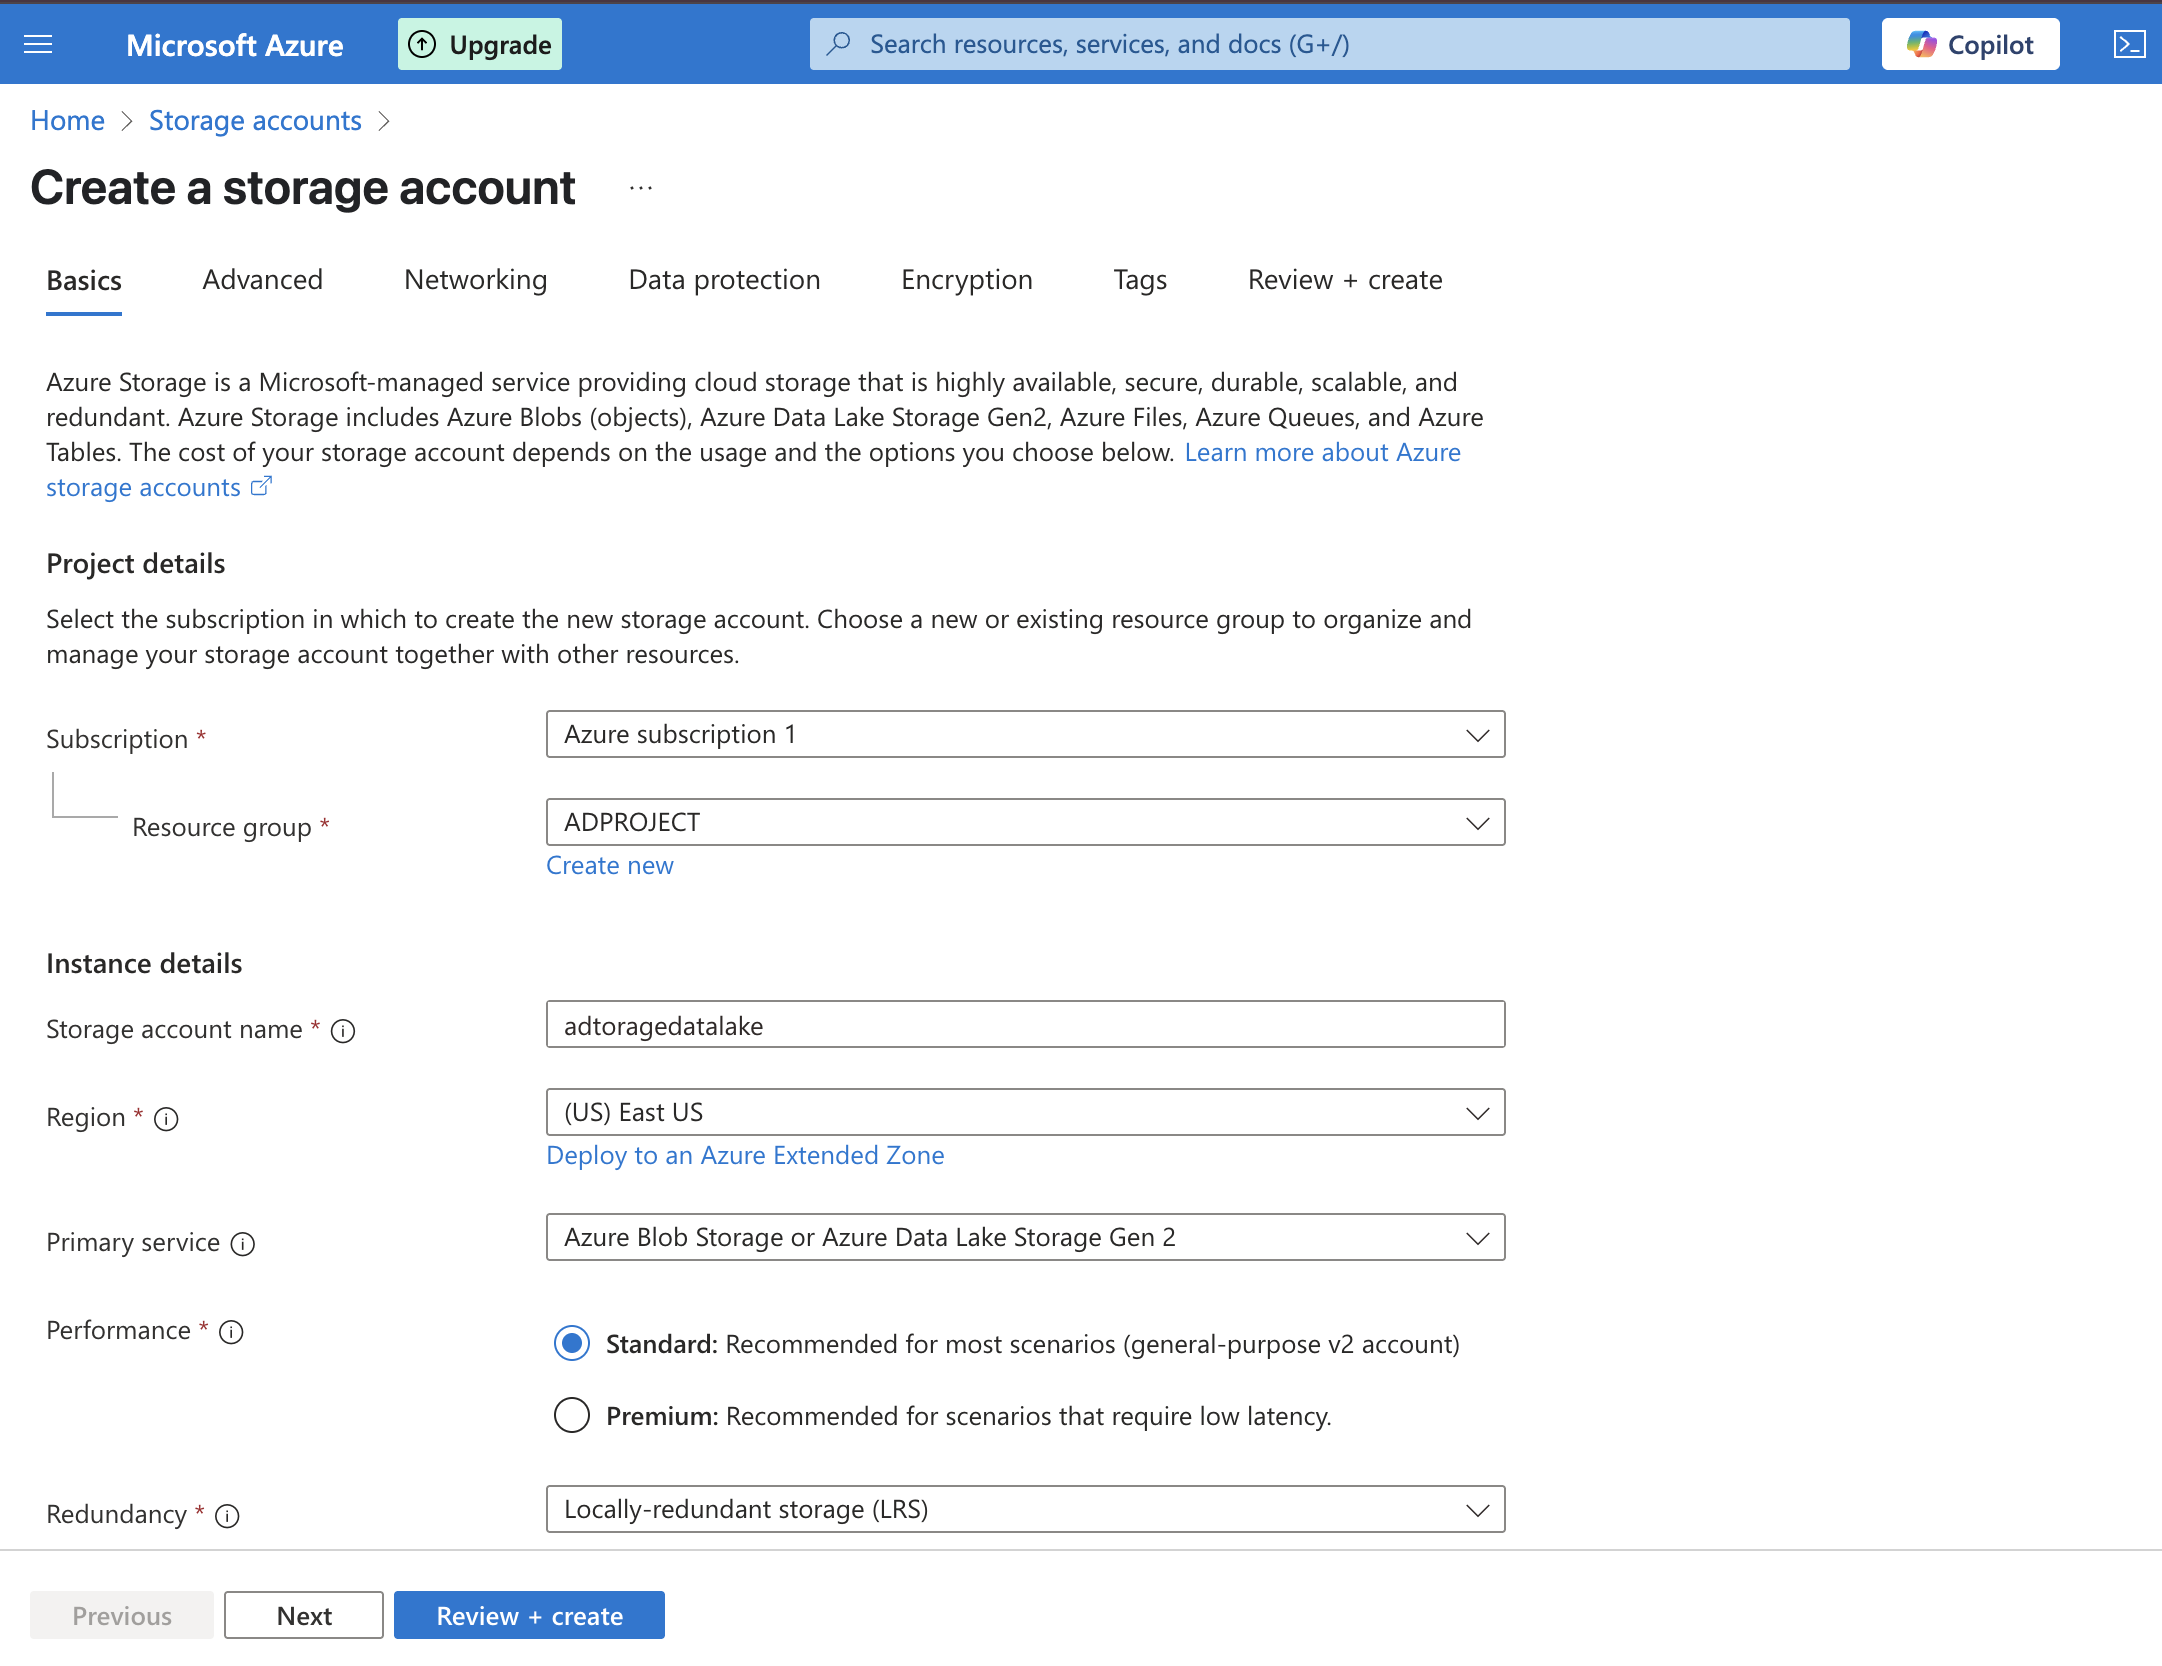 Microsoft Azure
Upgrade
Search resources, services, and docs (G+/)
Copilot
Home > Storage accounts >
Create a storage account ...
Basics Advanced Networking Data protection Encryption Tags Review + create
Azure Storage is a Microsoft-managed service providing cloud storage that is highly available, secure, durable, scalable, and
redundant. Azure Storage includes Azure Blobs (objects), Azure Data Lake Storage Gen2, Azure Files, Azure Queues, and Azure
Tables. The cost of your storage account depends on the usage and the options you choose below. Learn more about Azure
storage accounts
Project details
Select the subscription in which to create the new storage account. Choose a new or existing resource group to organize and
manage your storage account together with other resources.
Subscription *
Azure subscription 1
Resource group *
ADPROJECT
Create new
Instance details
Storage account name *
adtoragedatalake
Region *
(US) East US
Deploy to an Azure Extended Zone
Primary service
Azure Blob Storage or Azure Data Lake Storage Gen 2
Performance *
Standard: Recommended for most scenarios (general-purpose v2 account)
Premium: Recommended for scenarios that require low latency.
Redundancy *
Locally-redundant storage (LRS)
Previous
Next
Review + create